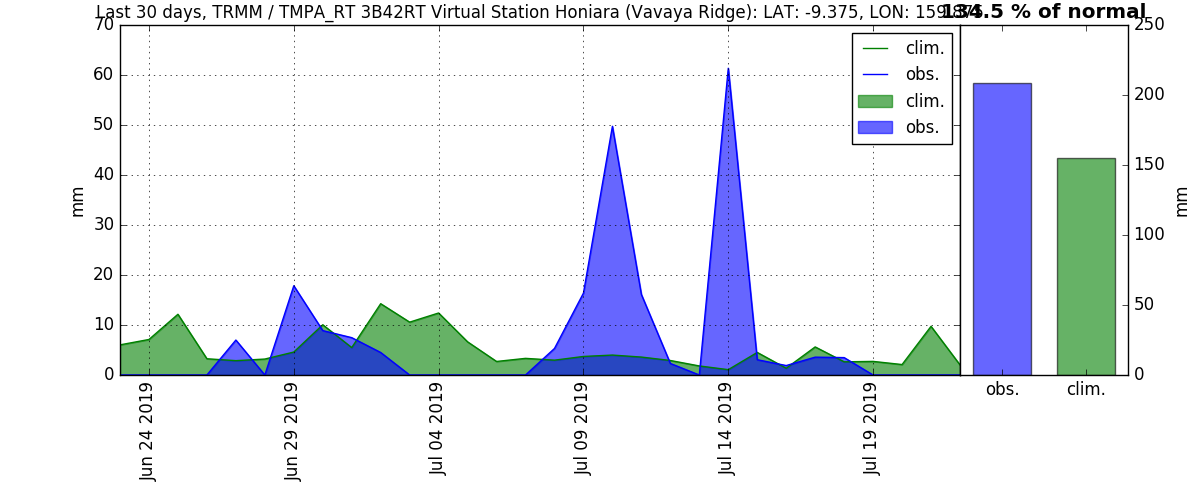 Last 30 days, TRMM / TMPA_RT 3B42RT Virtual Station Honiara (Vavaya Ridge): LAT: -9.375, LON:
134.5 % of normal
70
60
50
40
30
20
10
0
mm
clim.
obs.
clim.
obs.
Jun 24 2019
Jun 29 2019
Jul 04 2019
Jul 09 2019
Jul 14 2019
Jul 19 2019
250
200
150
100
50
0
mm
obs.
clim.